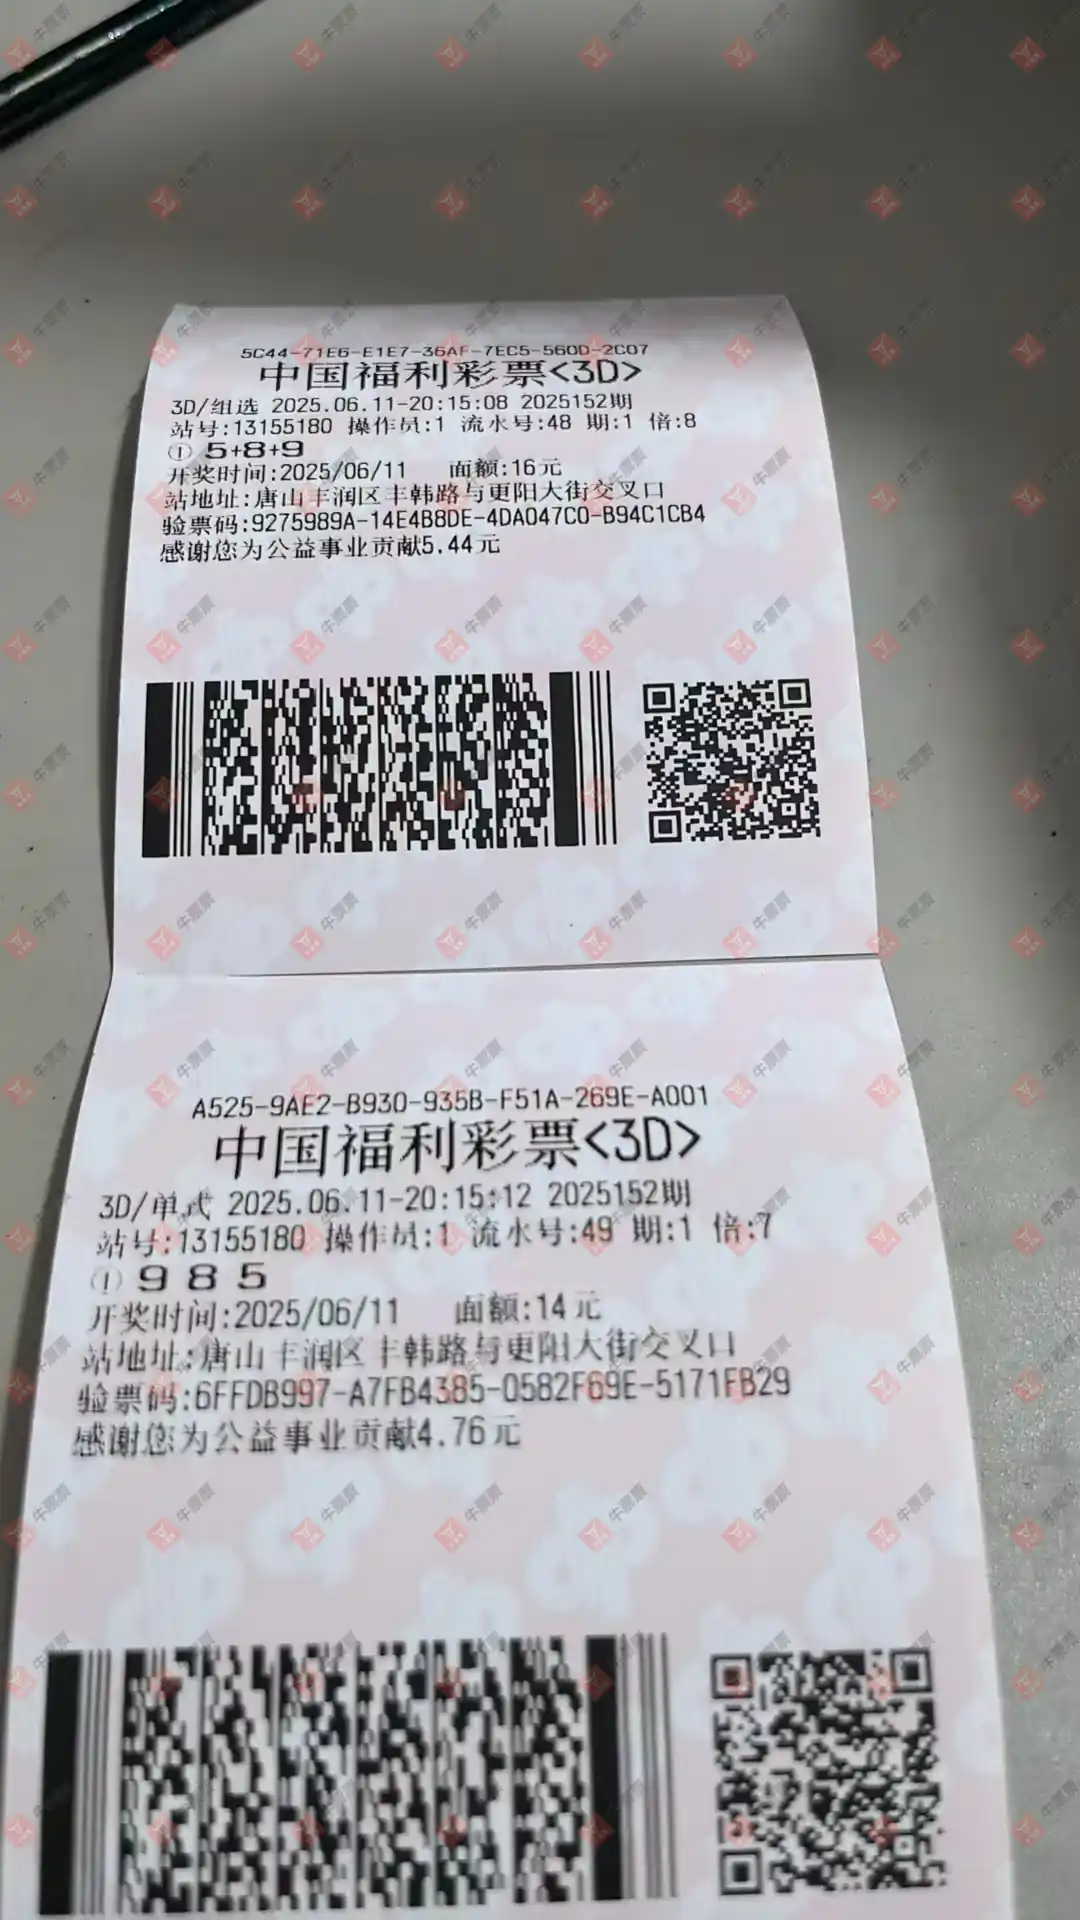 5C44-71E6-E1E7-36AF-7EC5-560D-2C07
中国福利彩票<3D>
3D/组选 2025.06.11-20:15:08 2025152期
站号:13155180 操作员:1 流水号:48 期:1 倍:8
① 5+8+9
开奖时间:2025/06/11 面额:16元
站地址:唐山丰润区丰韩路与更阳大街交叉口
验票码:9275989A-14E4B8DE-4DA047C0-B94C1CB4
感谢您为公益事业贡献5.44元
A525-9AE2-B930-935B-F51A-269E-A001
中国福利彩票<3D>
3D/单式 2025.06.11-20:15:12 2025152期
站号:13155180 操作员:1 流水号:49 期:1 倍:7
① 9 8 5
开奖时间:2025/06/11 面额:14元
站地址:唐山丰润区丰韩路与更阳大街交叉口
验票码:6FFDB997-A7FB4385-0582F69E-5171FB29
感谢您为公益事业贡献4.76元
牛票票